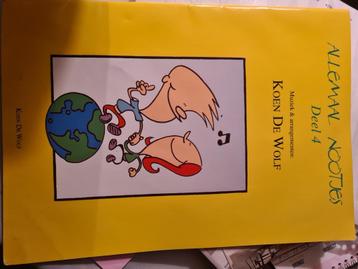 ALLEMAAL NOOTJES
Deel 4
Muziek & arrangementen:
KOEN DE WOLF
KOEN DE WOLF